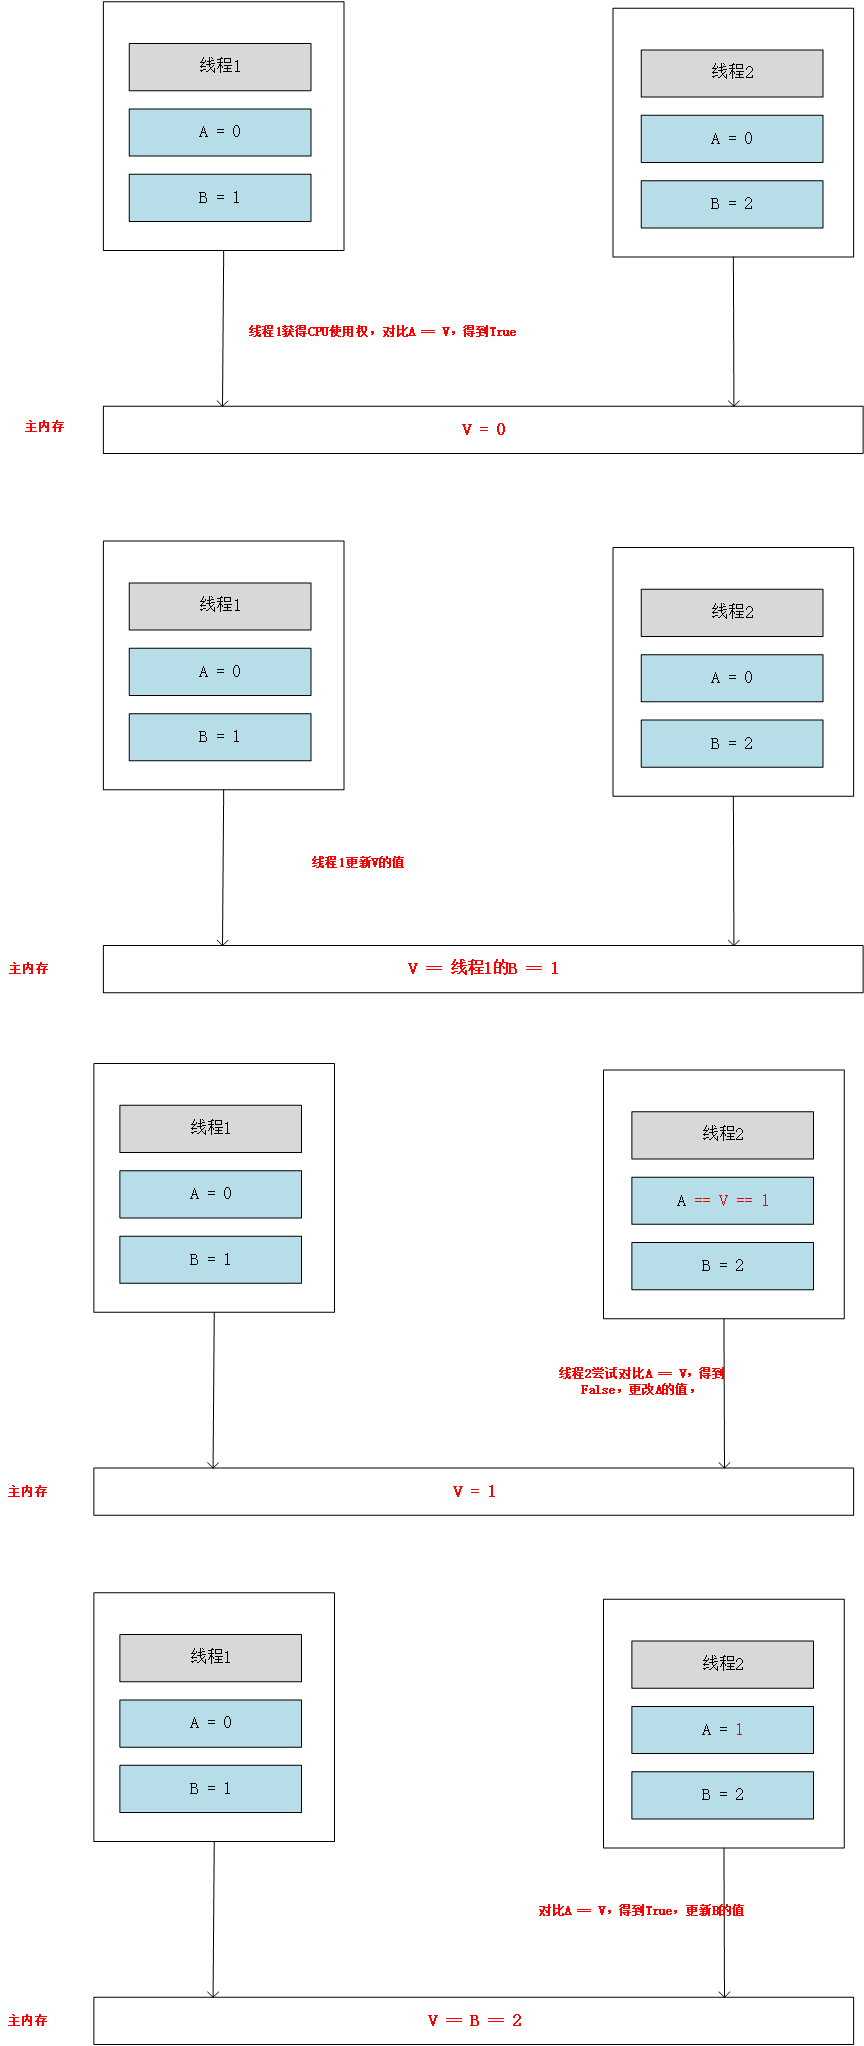 线程1
线程2
A = 0
A = 0
B = 1
B = 2
线程1获得CPU使用权，对比A == V，得到True
主内存
V = 0
线程1
线程2
A = 0
A = 0
B = 1
B = 2
线程1更新V的值
主内存
V == 线程1的B == 1
线程1
线程2
A = 0
A == V == 1
B = 1
B = 2
线程2尝试对比A == V，得到
False，更改A的值，
主内存
V = 1
线程1
线程2
A = 0
A = 1
B = 1
B = 2
对比A == V，得到True，更新B的值
主内存
V == B == 2